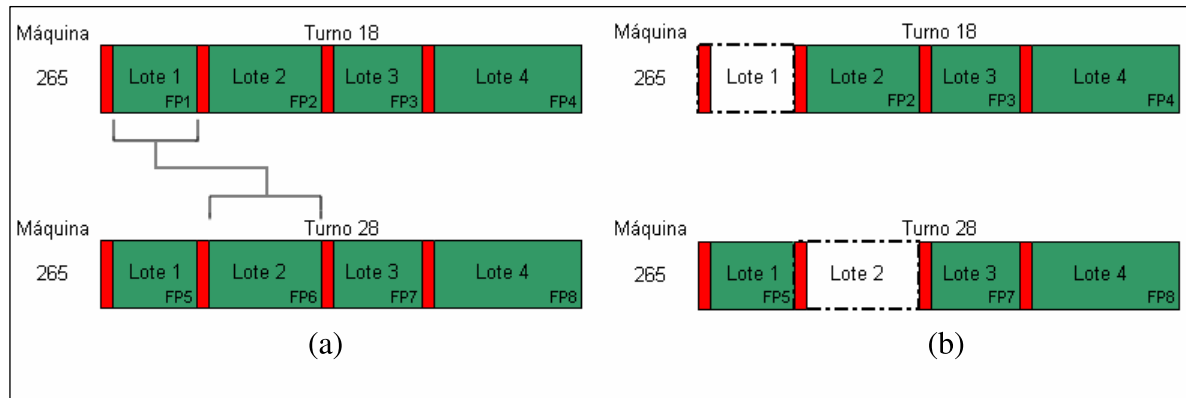 Máquina Turno 18
265 Lote 1 FP1 Lote 2 FP2 Lote 3 FP3 Lote 4 FP4
Máquina Turno 28
265 Lote 1 FP5 Lote 2 FP6 Lote 3 FP7 Lote 4 FP8
(a)
Máquina Turno 18
265 Lote 1 Lote 2 FP2 Lote 3 FP3 Lote 4 FP4
Máquina Turno 28
265 Lote 1 FP5 Lote 2 Lote 3 FP7 Lote 4 FP8
(b)